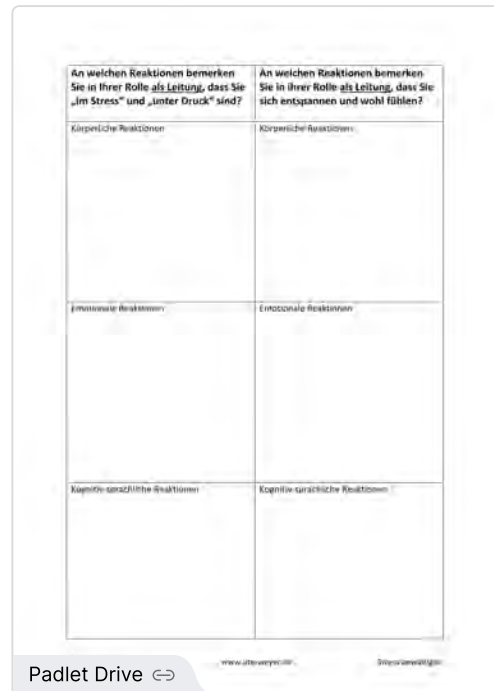 An welchen Reaktionen bemerken
Sie in Ihrer Rolle als Leitung, dass Sie
„im Stress“ und „unter Druck“ sind?
An welchen Reaktionen bemerken
Sie in Ihrer Rolle als Leitung, dass Sie
sich entspannen und wohl fühlen?
Körperliche Reaktionen
Körperliche Reaktionen
Emotionale Reaktionen
Emotionale Reaktionen
Kognitiv-sprachliche Reaktionen
Kognitiv-sprachliche Reaktionen
Padlet Drive